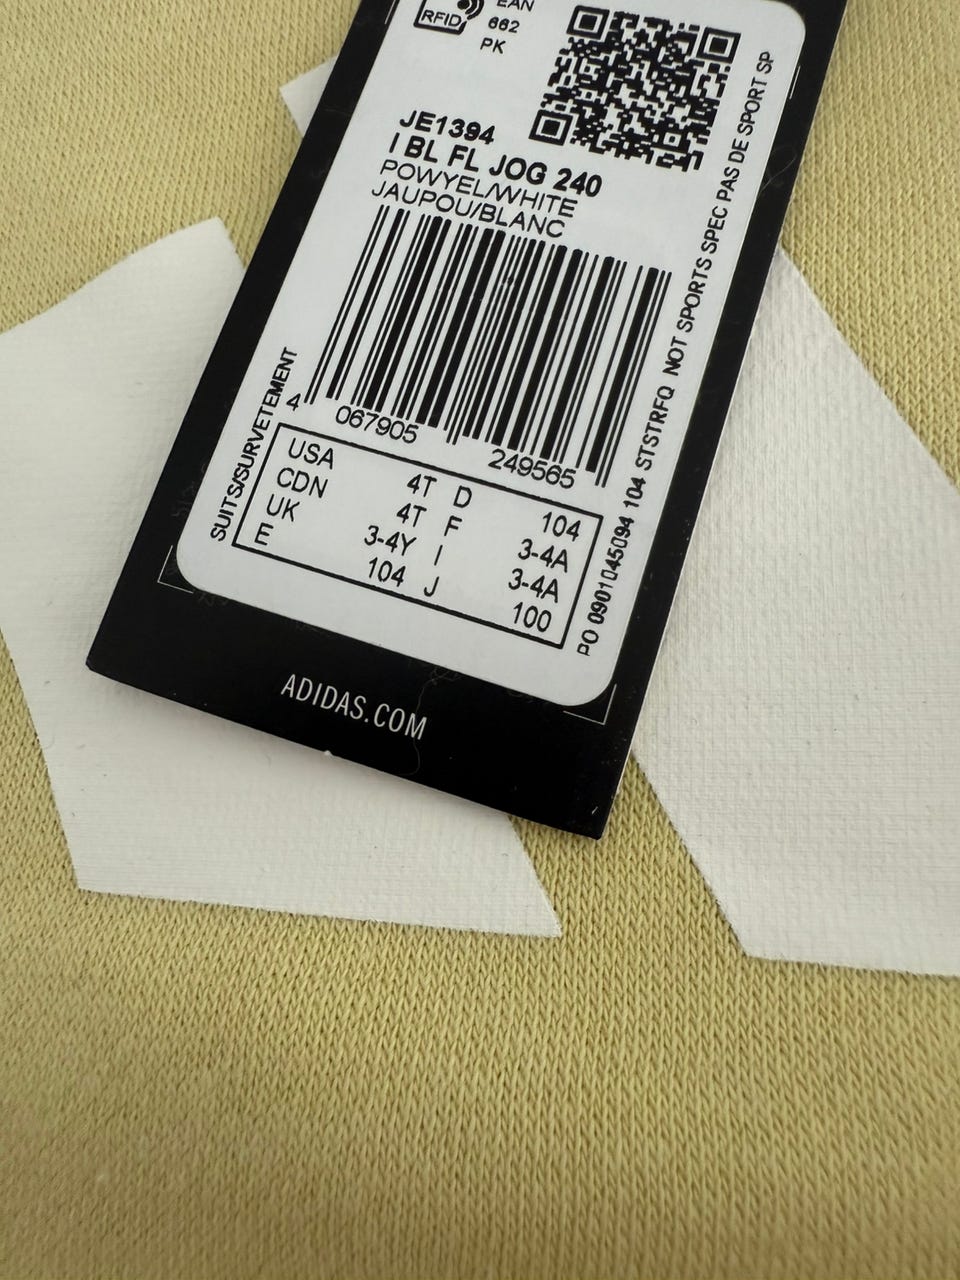 RFID
EAN
662
PK
JE1394
I BL FL JOG 240
POWYEL/WHITE
JAUPOU/BLANC
4 067905 249565
SUITS/SURVETEMENT
USA 4T D 104
CDN 4T F 3-4A
UK 3-4Y I 3-4A
E 104 J 100
PO 0901045094 104 STSTRFQ NOT SPORTS SPEC PAS DE SPORT SP
ADIDAS.COM